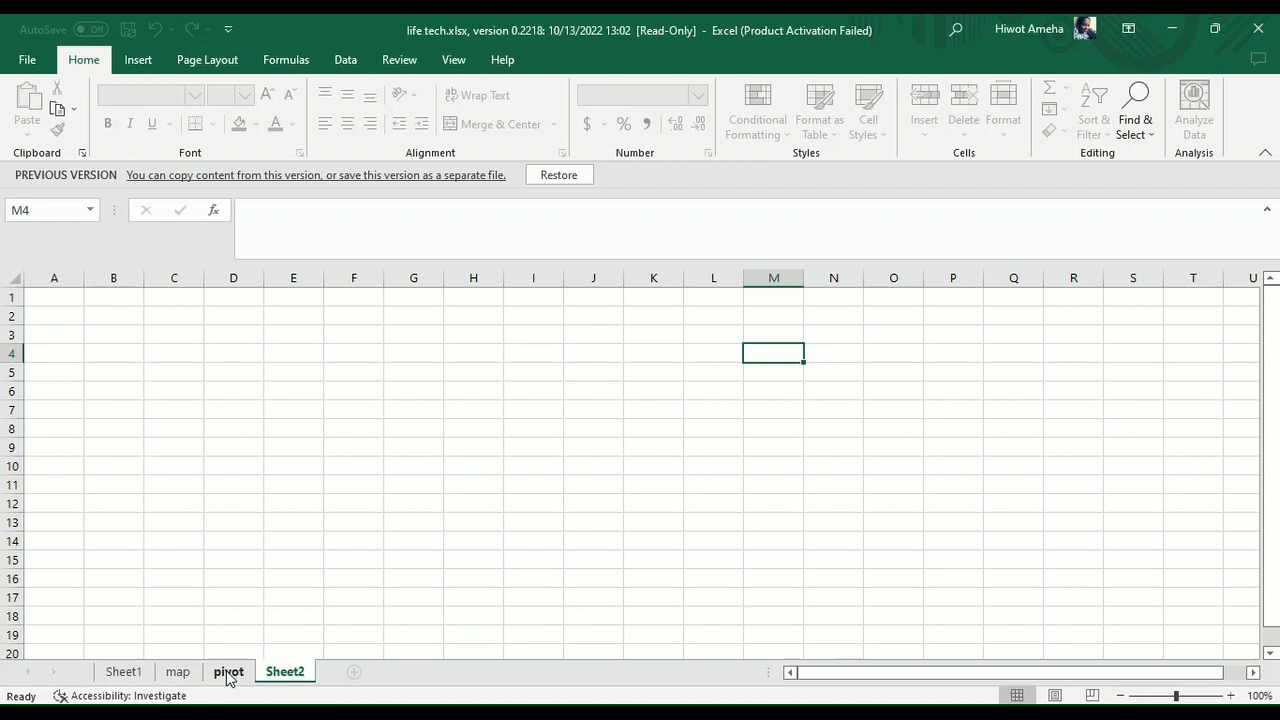 AutoSave Off life tech.xlsx, version 0.2218: 10/13/2022 13:02 [Read-Only] - Excel (Product Activation Failed) Hiwot Ameha
File Home Insert Page Layout Formulas Data Review View Help
Paste B I U ab Wrap Text Merge & Center $ % Conditional Formatting Format as Table Cell Styles Insert Delete Format Sort & Filter Find & Select Analyze Data
Clipboard Font Alignment Number Styles Cells Editing Analysis
PREVIOUS VERSION You can copy content from this version, or save this version as a separate file. Restore
M4 fx
A B C D E F G H I J K L M N O P Q R S T U
1
2
3
4
5
6
7
8
9
10
11
12
13
14
15
16
17
18
19
20
Sheet1 map pivot Sheet2
Ready Accessibility: Investigate 100%